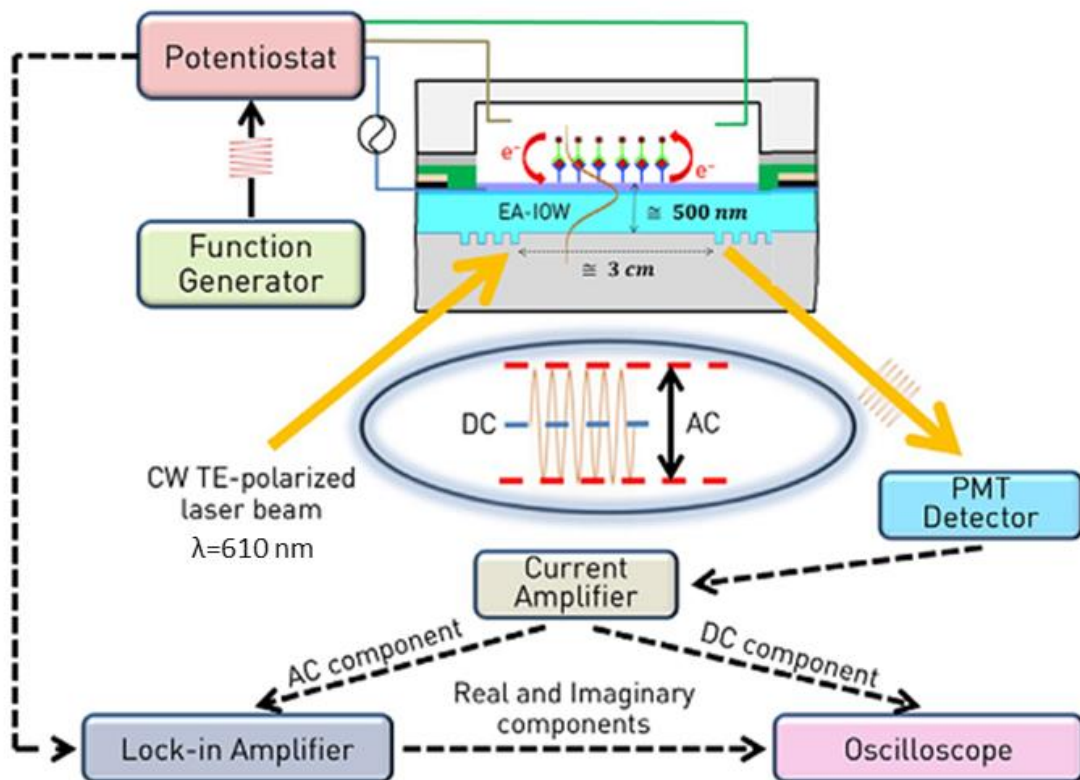 Potentiostat
e⁻
e⁻
EA-IOW
≅ 500 nm
≅ 3 cm
Function
Generator
DC
AC
CW TE-polarized
laser beam
λ=610 nm
PMT
Detector
Current
Amplifier
AC component
DC component
Real and Imaginary
components
Lock-in Amplifier
Oscilloscope